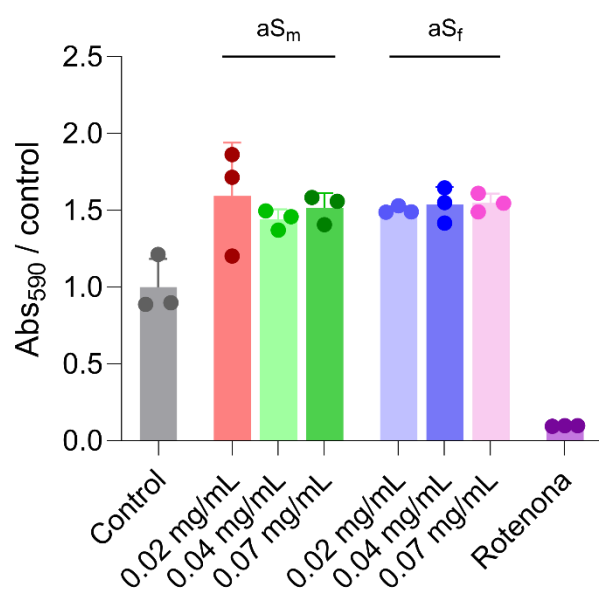 aSm aSf
Abs590 / control
2.5
2.0
1.5
1.0
0.5
0.0
Control
0.02 mg/mL
0.04 mg/mL
0.07 mg/mL
0.02 mg/mL
0.04 mg/mL
0.07 mg/mL
Rotenona